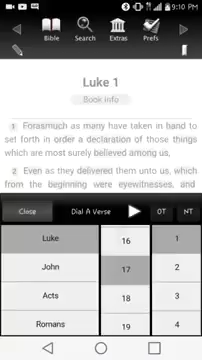 9:10 PM
Bible Search Extras Prefs
Luke 1
Book Info
1 Forasmuch as many have taken in hand to
set forth in order a declaration of those things
which are most surely believed among us,
2 Even as they delivered them unto us, which
from the beginning were eyewitnesses, and
Close Dial A Verse OT NT
Luke 16 1
John 17 2
Acts 18 3
Romans 19 4